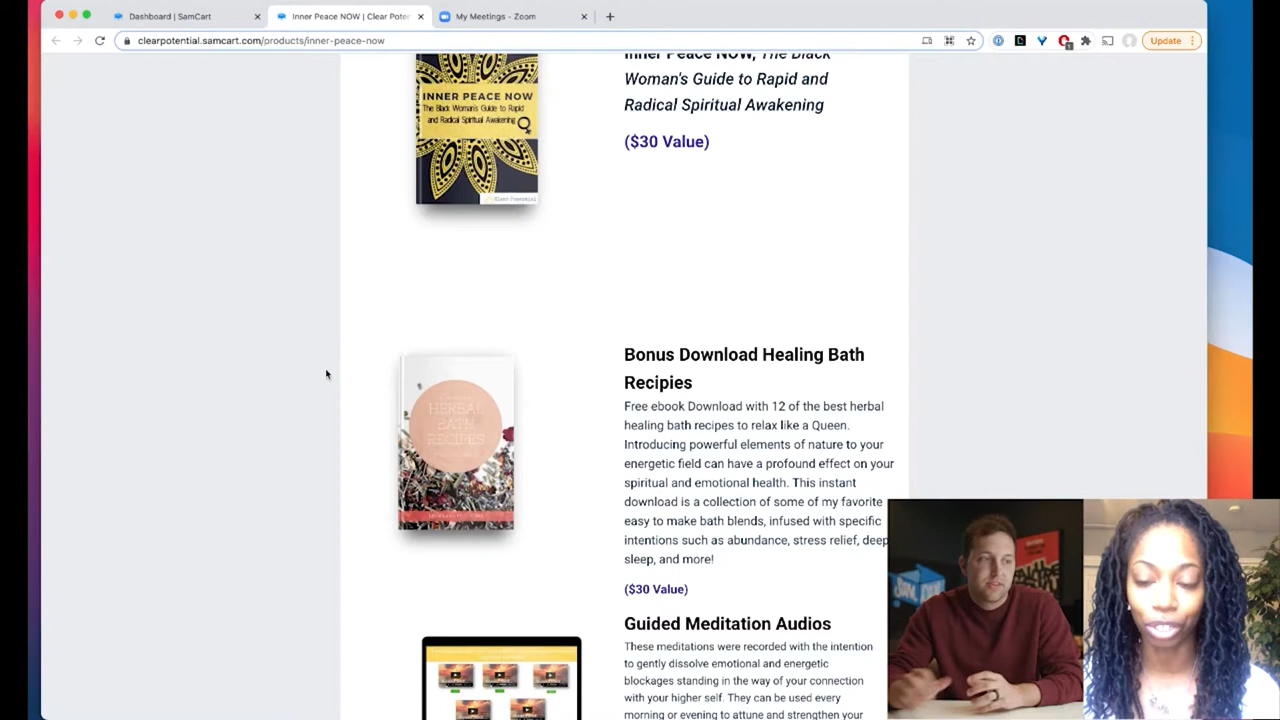 Dashboard | SamCart
Inner Peace NOW | Clear Poten
My Meetings - Zoom
clearpotential.samcart.com/products/inner-peace-now
Update
Inner Peace NOW, The Black
Woman's Guide to Rapid and
Radical Spiritual Awakening
($30 Value)
INNER PEACE NOW
The Black Woman's Guide to Rapid
and Radical Spiritual Awakening
Clear Potential
Bonus Download Healing Bath
Recipies
Free ebook Download with 12 of the best herbal
healing bath recipes to relax like a Queen.
Introducing powerful elements of nature to your
energetic field can have a profound effect on your
spiritual and emotional health. This instant
download is a collection of some of my favorite
easy to make bath blends, infused with specific
intentions such as abundance, stress relief, deep
sleep, and more!
($30 Value)
HERBAL
BATH
RECIPES
Guided Meditation Audios
These meditations were recorded with the intention
to gently dissolve emotional and energetic
blockages standing in the way of your connection
with your higher self. They can be used every
morning or evening to attune and strengthen your